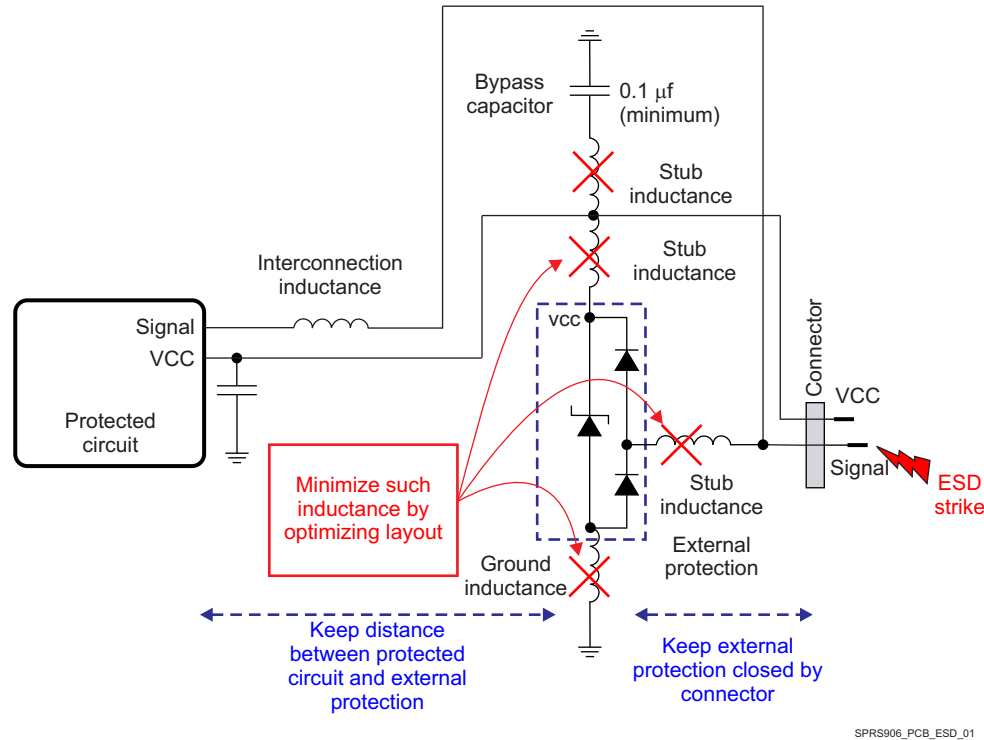 Bypass
capacitor
0.1 μf
(minimum)
Stub
inductance
Stub
inductance
Interconnection
inductance
Signal
VCC
Protected
circuit
vcc
Connector
VCC
Signal
ESD
strike
Minimize such
inductance by
optimizing layout
Stub
inductance
External
protection
Ground
inductance
Keep distance
between protected
circuit and external
protection
Keep external
protection closed by
connector
SPRS906_PCB_ESD_01